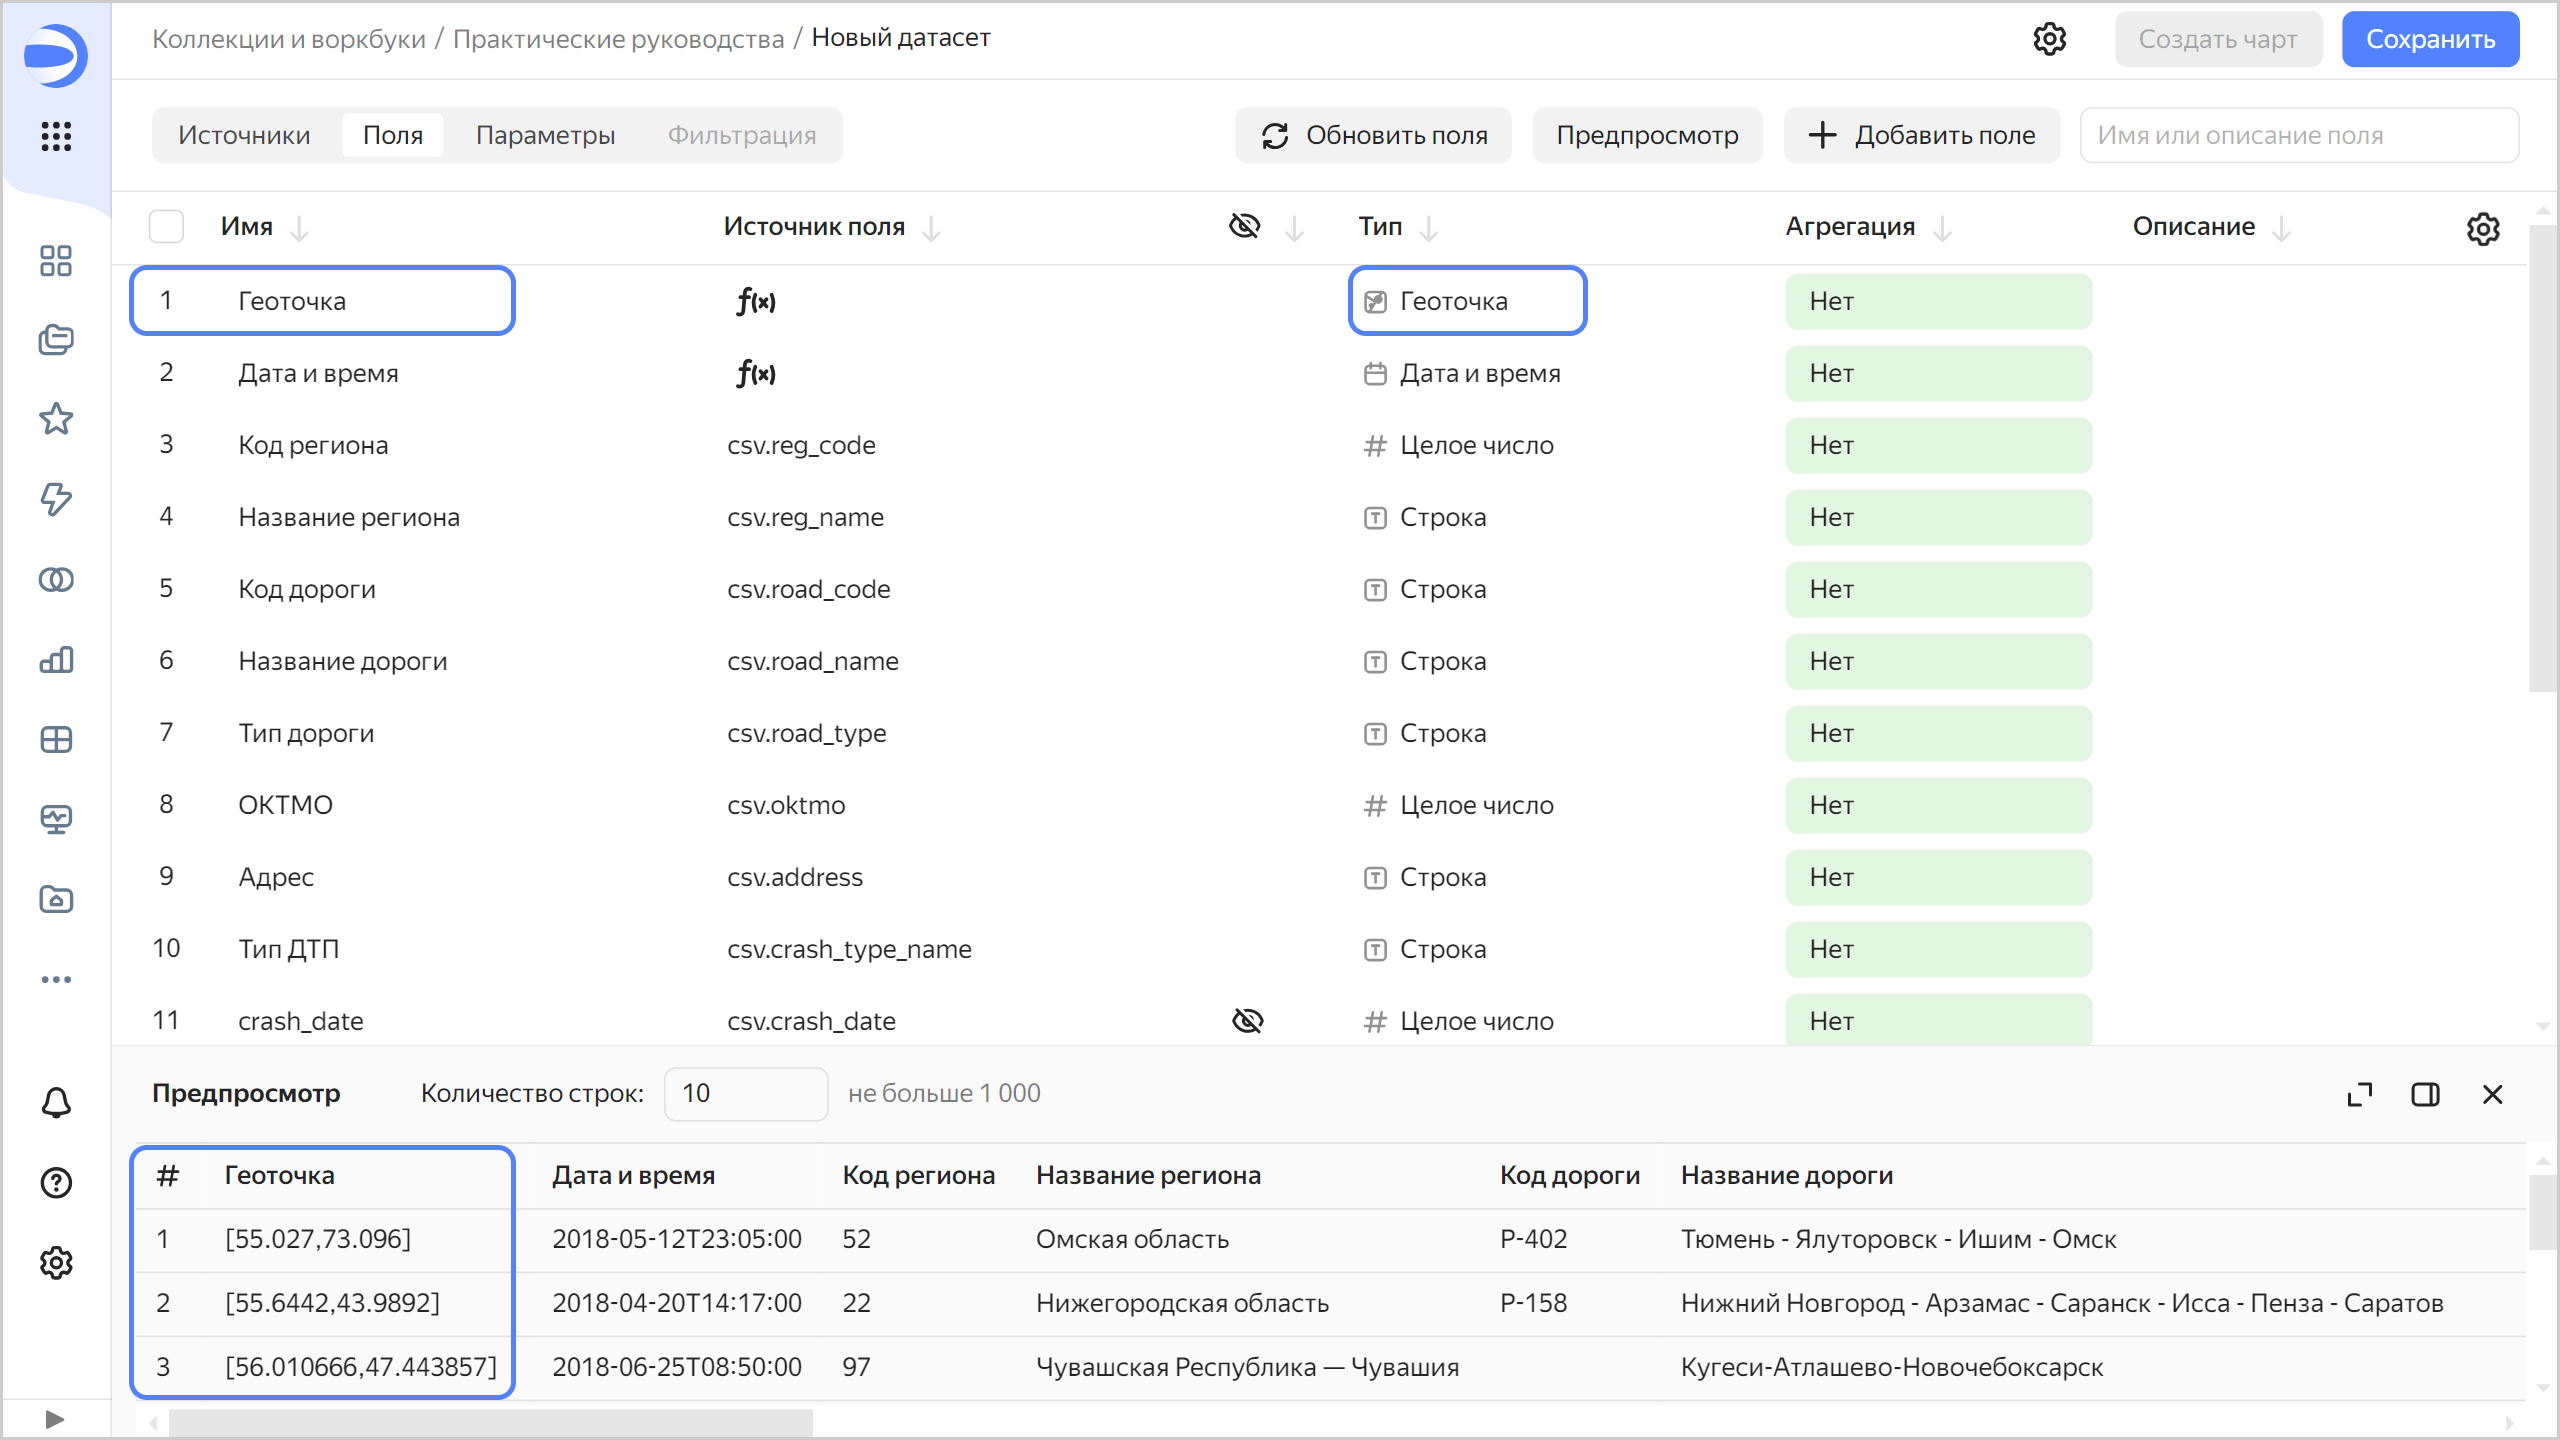 Коллекции и воркбуки / Практические руководства / Новый датасет
Создать чарт
Сохранить
Источники Поля Параметры Фильтрация
Обновить поля
Предпросмотр
Добавить поле
Имя или описание поля
Имя Источник поля Тип Агрегация Описание
1 Геоточка f(x) Геоточка Нет
2 Дата и время f(x) Дата и время Нет
3 Код региона csv.reg_code # Целое число Нет
4 Название региона csv.reg_name T Строка Нет
5 Код дороги csv.road_code T Строка Нет
6 Название дороги csv.road_name T Строка Нет
7 Тип дороги csv.road_type T Строка Нет
8 ОКТМО csv.oktmo # Целое число Нет
9 Адрес csv.address T Строка Нет
10 Тип ДТП csv.crash_type_name T Строка Нет
11 crash_date csv.crash_date # Целое число Нет
Предпросмотр Количество строк: 10 не больше 1 000
# Геоточка Дата и время Код региона Название региона Код дороги Название дороги
1 [55.027,73.096] 2018-05-12T23:05:00 52 Омская область Р-402 Тюмень - Ялуторовск - Ишим - Омск
2 [55.6442,43.9892] 2018-04-20T14:17:00 22 Нижегородская область Р-158 Нижний Новгород - Арзамас - Саранск - Исса - Пенза - Саратов
3 [56.010666,47.443857] 2018-06-25T08:50:00 97 Чувашская Республика — Чувашия Кугеси-Атлашево-Новочебоксарск